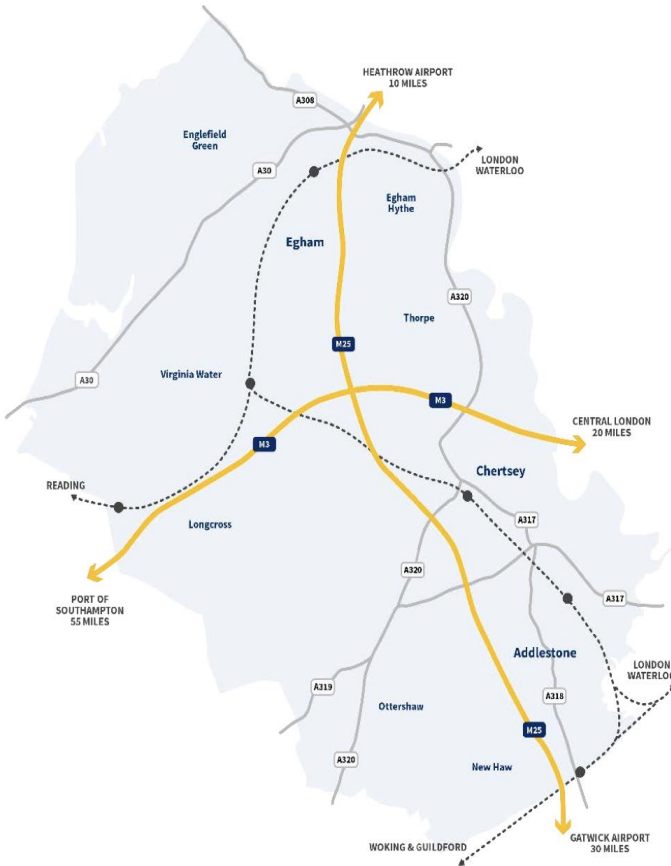 HEATHROW AIRPORT
10 MILES
A308
Englefield
Green
A30
LONDON
WATERLOO
Egham
Hythe
Egham
A320
Thorpe
M25
Virginia Water
A30
M3
CENTRAL LONDON
20 MILES
M3
Chertsey
READING
Longcross
A317
A320
PORT OF
SOUTHAMPTON
55 MILES
A317
Addlestone
LONDON
WATERLOO
A319
A318
Ottershaw
M25
A320
New Haw
WOKING & GUILDFORD
GATWICK AIRPORT
30 MILES